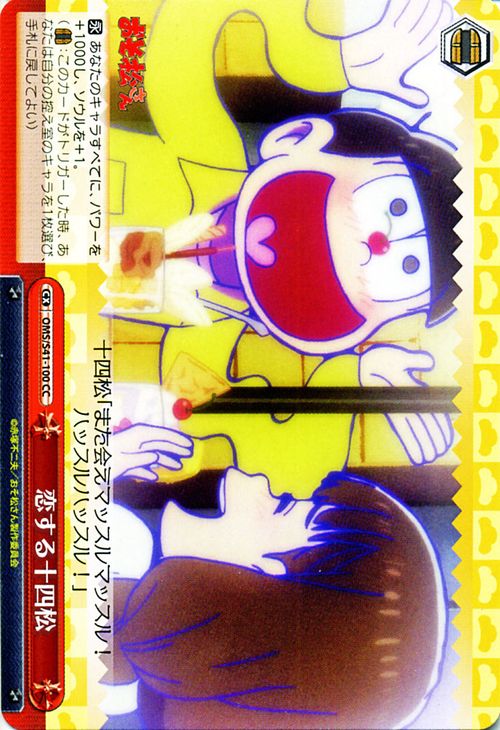 おそ松さん
永 あなたのキャラすべてに、パワーを
+1000し、ソウルを+1。
( :このカードがトリガーした時、あ
なたは自分の控え室のキャラを1枚選び、
手札に戻してよい)
十四松「また会えマッスルマッスル!
ハッスルハッスル!」
CX OMS/S41-100 CC
恋する十四松
©赤塚不二夫/おそ松さん製作委員会